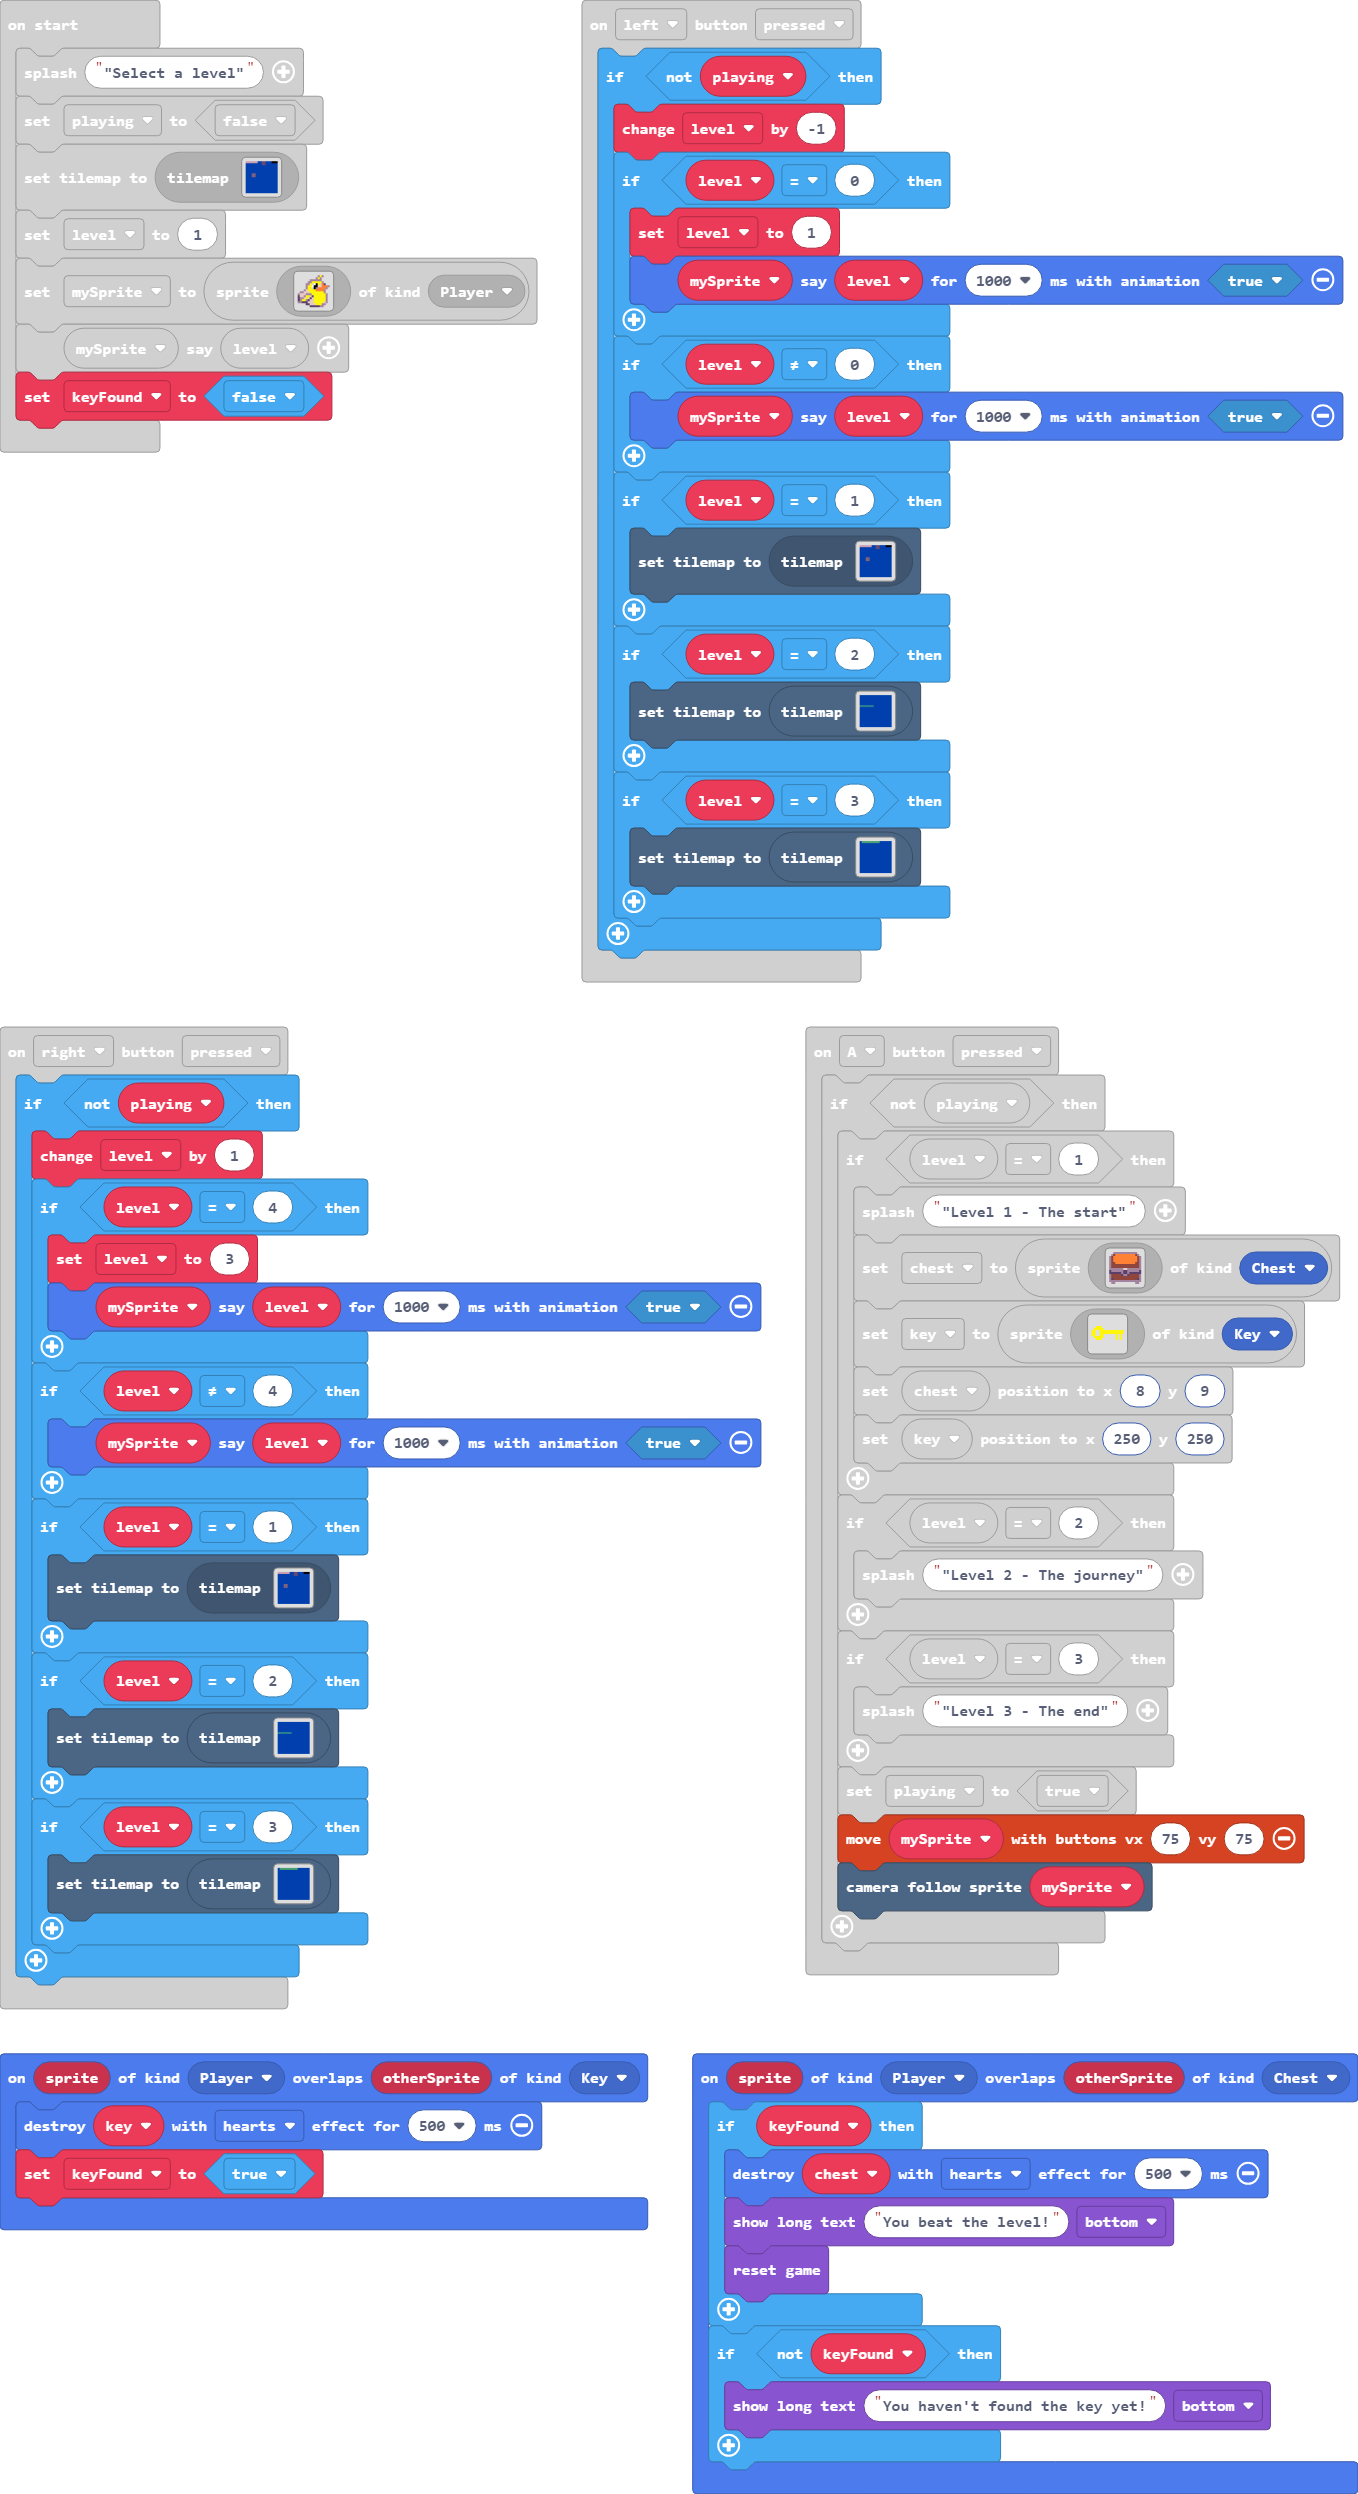 on start
splash ""Select a level""
set playing to false
set tilemap to tilemap
set level to 1
set mySprite to sprite of kind Player
mySprite say level
set keyFound to false
on left button pressed
if not playing then
change level by -1
if level = 0 then
set level to 1
mySprite say level for 1000 ms with animation true
if level ≠ 0 then
mySprite say level for 1000 ms with animation true
if level = 1 then
set tilemap to tilemap
if level = 2 then
set tilemap to tilemap
if level = 3 then
set tilemap to tilemap
on right button pressed
if not playing then
change level by 1
if level = 4 then
set level to 3
mySprite say level for 1000 ms with animation true
if level ≠ 4 then
mySprite say level for 1000 ms with animation true
if level = 1 then
set tilemap to tilemap
if level = 2 then
set tilemap to tilemap
if level = 3 then
set tilemap to tilemap
on A button pressed
if not playing then
if level = 1 then
splash ""Level 1 - The start""
set chest to sprite of kind Chest
set key to sprite of kind Key
set chest position to x 8 y 9
set key position to x 250 y 250
if level = 2 then
splash ""Level 2 - The journey""
if level = 3 then
splash ""Level 3 - The end""
set playing to true
move mySprite with buttons vx 75 vy 75
camera follow sprite mySprite
on sprite of kind Player overlaps otherSprite of kind Key
destroy key with hearts effect for 500 ms
set keyFound to true
on sprite of kind Player overlaps otherSprite of kind Chest
if keyFound then
destroy chest with hearts effect for 500 ms
show long text "You beat the level!" bottom
reset game
if not keyFound then
show long text "You haven't found the key yet!" bottom